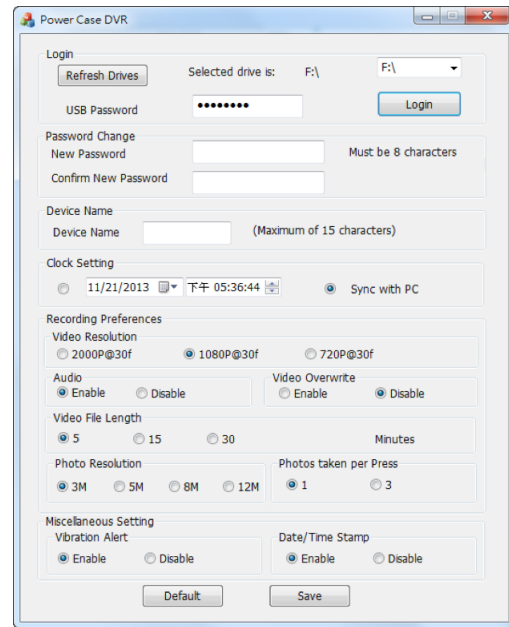 Power Case DVR
Login
Refresh Drives Selected drive is: F:\ F:\
USB Password •••••••• Login
Password Change
New Password Must be 8 characters
Confirm New Password
Device Name
Device Name (Maximum of 15 characters)
Clock Setting
11/21/2013 下午 05:36:44 Sync with PC
Recording Preferences
Video Resolution
2000P@30f 1080P@30f 720P@30f
Audio Video Overwrite
Enable Disable Enable Disable
Video File Length
5 15 30 Minutes
Photo Resolution Photos taken per Press
3M 5M 8M 12M 1 3
Miscellaneous Setting
Vibration Alert Date/Time Stamp
Enable Disable Enable Disable
Default Save